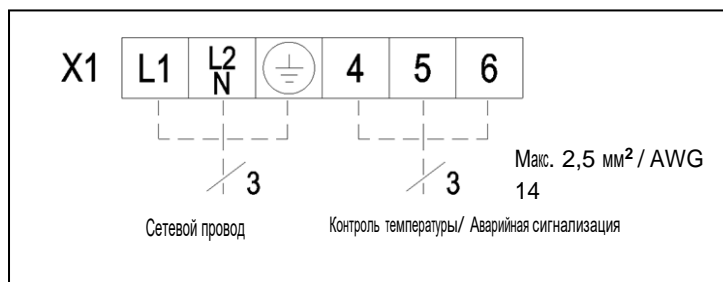 X1 L1 L2 N 4 5 6
3 3 Макс. 2,5 мм² / AWG
14
Сетевой провод Контроль температуры/ Аварийная сигнализация